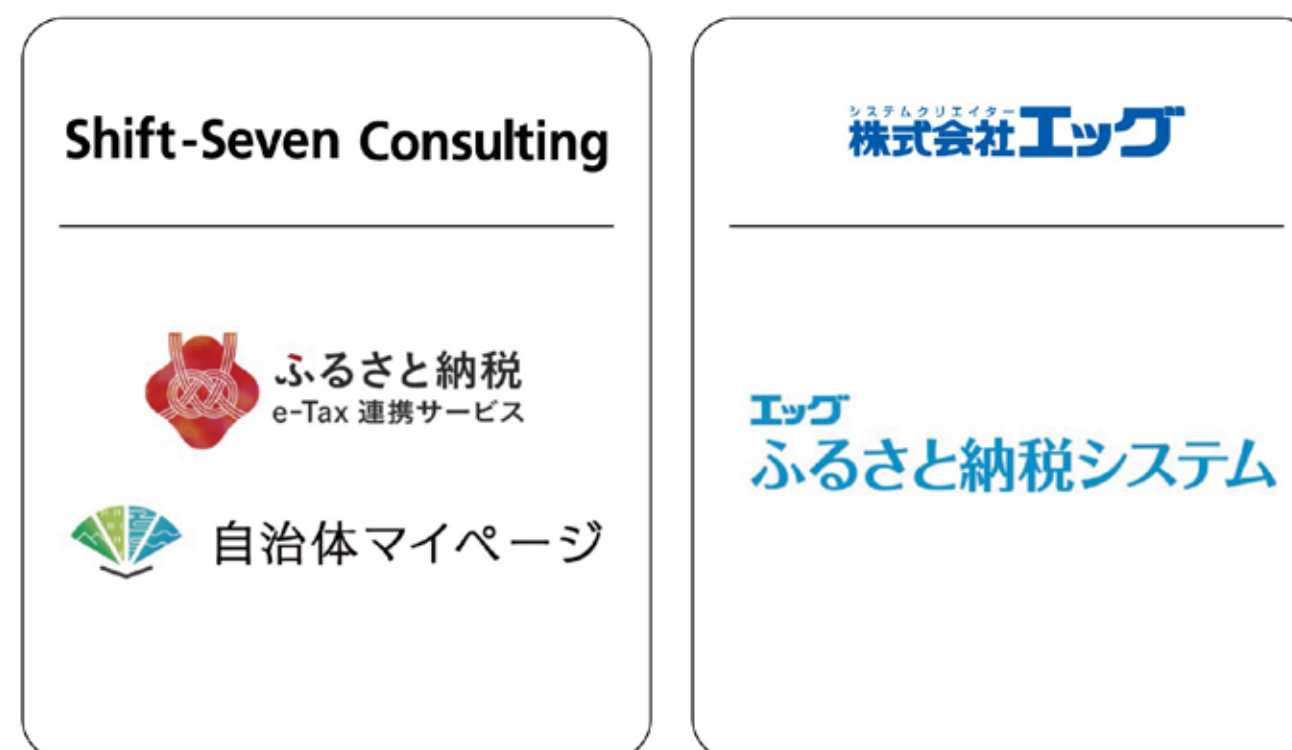 Shift-Seven Consulting
ふるさと納税
e-Tax 連携サービス
自治体マイページ
システムクリエイター
株式会社エッグ
エッグ
ふるさと納税システム